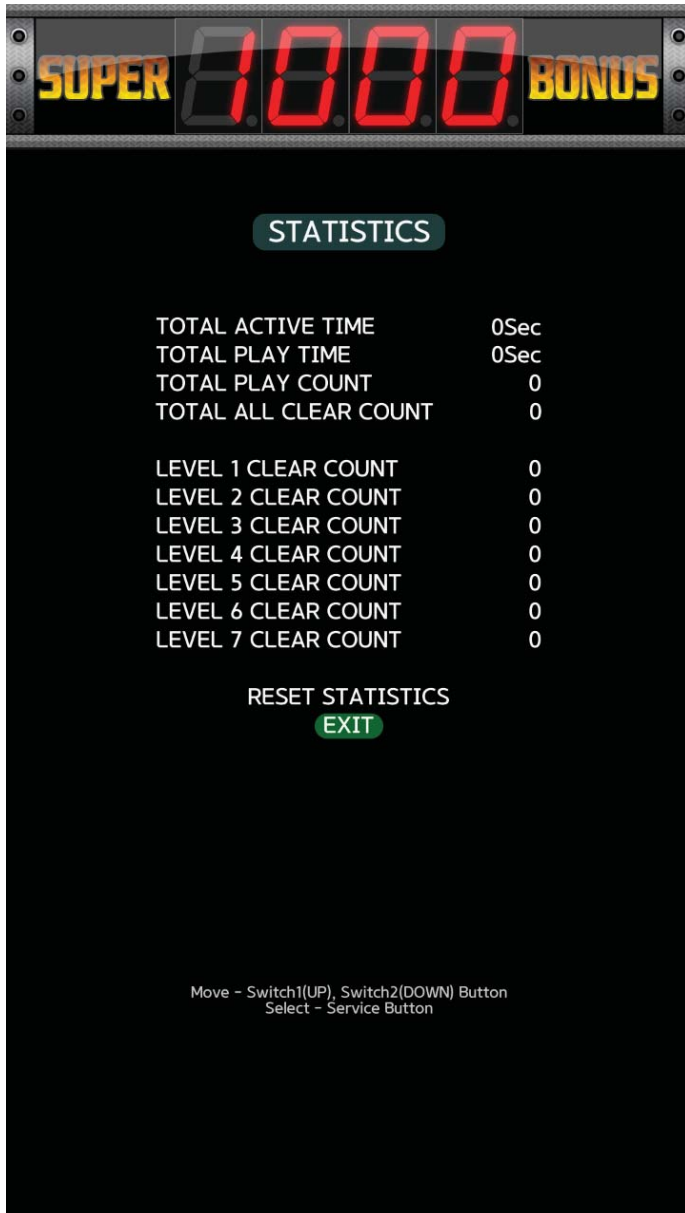 SUPER 1000 BONUS
STATISTICS
TOTAL ACTIVE TIME 0Sec
TOTAL PLAY TIME 0Sec
TOTAL PLAY COUNT 0
TOTAL ALL CLEAR COUNT 0
LEVEL 1 CLEAR COUNT 0
LEVEL 2 CLEAR COUNT 0
LEVEL 3 CLEAR COUNT 0
LEVEL 4 CLEAR COUNT 0
LEVEL 5 CLEAR COUNT 0
LEVEL 6 CLEAR COUNT 0
LEVEL 7 CLEAR COUNT 0
RESET STATISTICS
EXIT
Move - Switch1(UP), Switch2(DOWN) Button
Select - Service Button